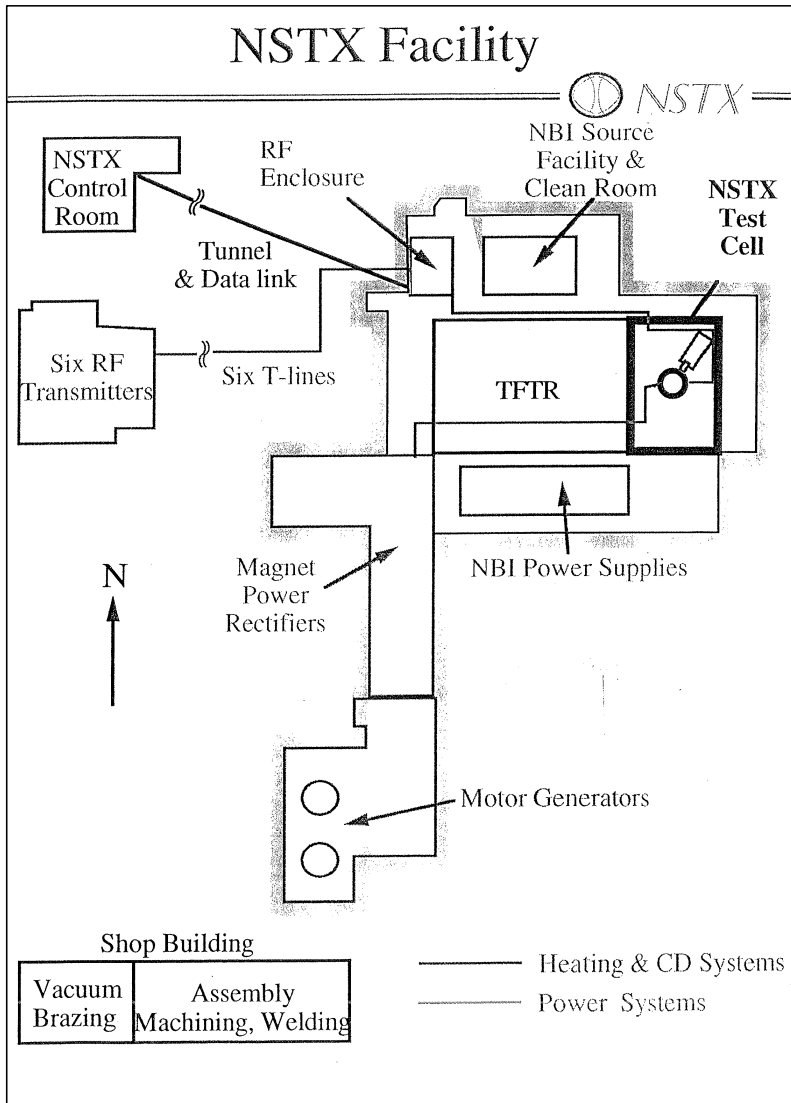 NSTX Facility
NSTX
NSTX
Control
Room
RF
Enclosure
NBI Source
Facility &
Clean Room
NSTX
Test
Cell
Tunnel
& Data link
Six RF
Transmitters
Six T-lines
TFTR
N
Magnet
Power
Rectifiers
NBI Power Supplies
Motor Generators
Shop Building
Vacuum
Brazing
Assembly
Machining, Welding
Heating & CD Systems
Power Systems